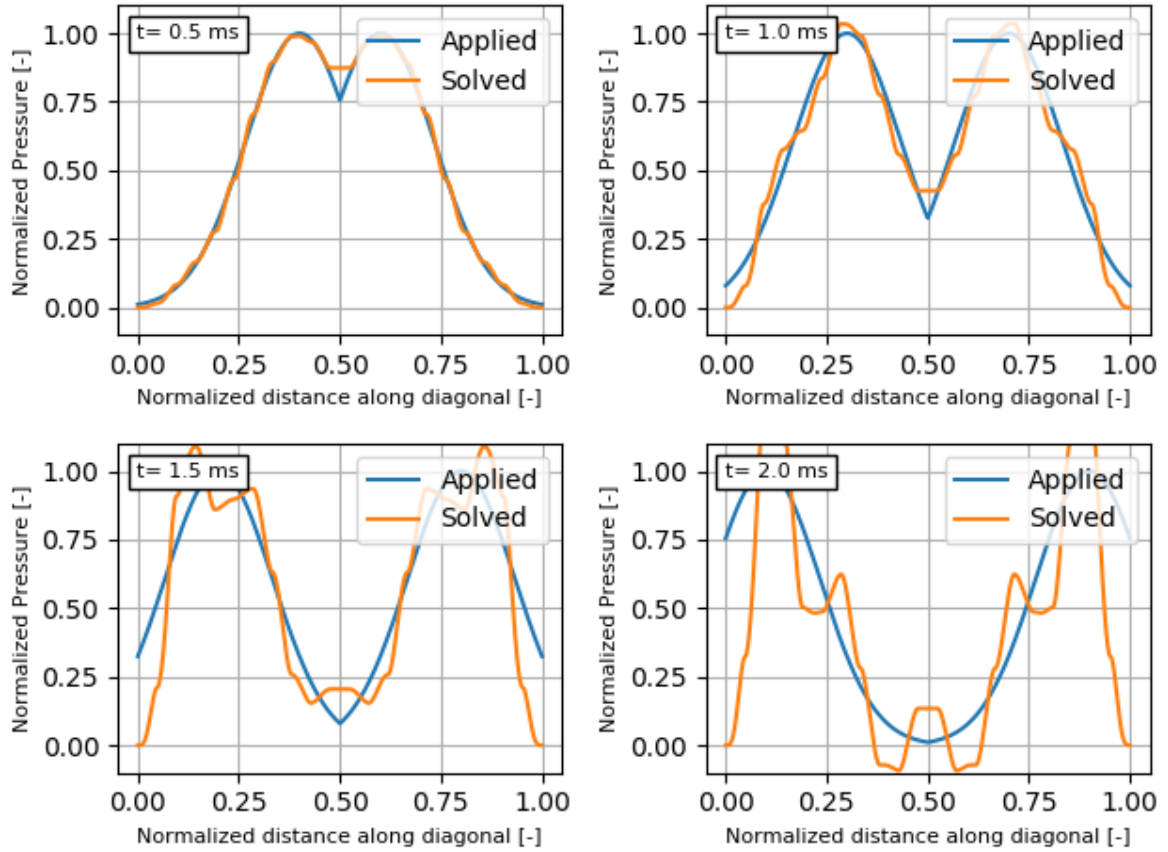 t= 0.5 ms
Applied
Solved
Normalized Pressure [-]
1.00
0.75
0.50
0.25
0.00
0.00 0.25 0.50 0.75 1.00
Normalized distance along diagonal [-]
t= 1.0 ms
Applied
Solved
Normalized Pressure [-]
1.00
0.75
0.50
0.25
0.00
0.00 0.25 0.50 0.75 1.00
Normalized distance along diagonal [-]
t= 1.5 ms
Applied
Solved
Normalized Pressure [-]
1.00
0.75
0.50
0.25
0.00
0.00 0.25 0.50 0.75 1.00
Normalized distance along diagonal [-]
t= 2.0 ms
Applied
Solved
Normalized Pressure [-]
1.00
0.75
0.50
0.25
0.00
0.00 0.25 0.50 0.75 1.00
Normalized distance along diagonal [-]